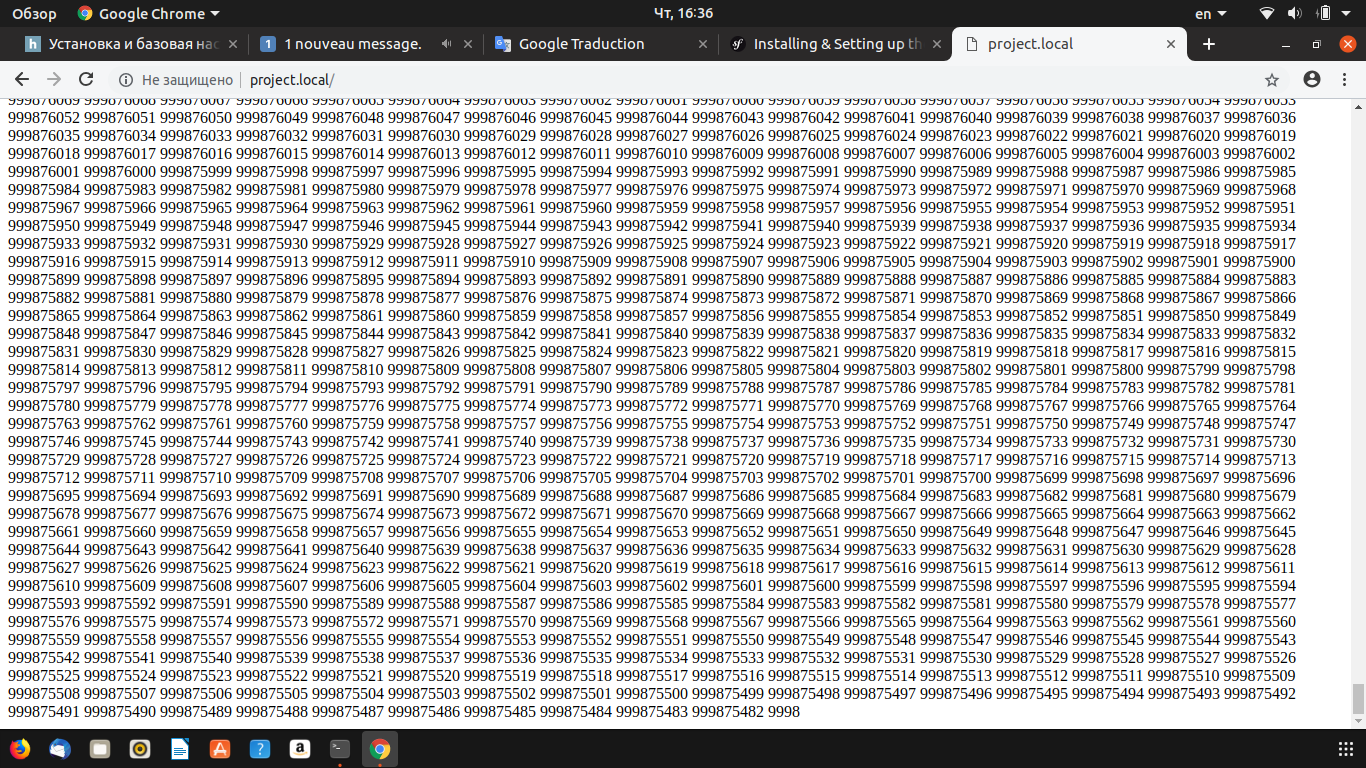 Обзор
Google Chrome
Чт, 16:36
en
Установка и базовая нас
1 nouveau message.
Google Traduction
Installing & Setting up th
project.local
Не защищено
project.local/
999876069 999876068 999876067 999876066 999876065 999876064 999876063 999876062 999876061 999876060 999876059 999876058 999876057 999876056 999876055 999876054 999876053
999876052 999876051 999876050 999876049 999876048 999876047 999876046 999876045 999876044 999876043 999876042 999876041 999876040 999876039 999876038 999876037 999876036
999876035 999876034 999876033 999876032 999876031 999876030 999876029 999876028 999876027 999876026 999876025 999876024 999876023 999876022 999876021 999876020 999876019
999876018 999876017 999876016 999876015 999876014 999876013 999876012 999876011 999876010 999876009 999876008 999876007 999876006 999876005 999876004 999876003 999876002
999876001 999876000 999875999 999875998 999875997 999875996 999875995 999875994 999875993 999875992 999875991 999875990 999875989 999875988 999875987 999875986 999875985
999875984 999875983 999875982 999875981 999875980 999875979 999875978 999875977 999875976 999875975 999875974 999875973 999875972 999875971 999875970 999875969 999875968
999875967 999875966 999875965 999875964 999875963 999875962 999875961 999875960 999875959 999875958 999875957 999875956 999875955 999875954 999875953 999875952 999875951
999875950 999875949 999875948 999875947 999875946 999875945 999875944 999875943 999875942 999875941 999875940 999875939 999875938 999875937 999875936 999875935 999875934
999875933 999875932 999875931 999875930 999875929 999875928 999875927 999875926 999875925 999875924 999875923 999875922 999875921 999875920 999875919 999875918 999875917
999875916 999875915 999875914 999875913 999875912 999875911 999875910 999875909 999875908 999875907 999875906 999875905 999875904 999875903 999875902 999875901 999875900
999875899 999875898 999875897 999875896 999875895 999875894 999875893 999875892 999875891 999875890 999875889 999875888 999875887 999875886 999875885 999875884 999875883
999875882 999875881 999875880 999875879 999875878 999875877 999875876 999875875 999875874 999875873 999875872 999875871 999875870 999875869 999875868 999875867 999875866
999875865 999875864 999875863 999875862 999875861 999875860 999875859 999875858 999875857 999875856 999875855 999875854 999875853 999875852 999875851 999875850 999875849
999875848 999875847 999875846 999875845 999875844 999875843 999875842 999875841 999875840 999875839 999875838 999875837 999875836 999875835 999875834 999875833 999875832
999875831 999875830 999875829 999875828 999875827 999875826 999875825 999875824 999875823 999875822 999875821 999875820 999875819 999875818 999875817 999875816 999875815
999875814 999875813 999875812 999875811 999875810 999875809 999875808 999875807 999875806 999875805 999875804 999875803 999875802 999875801 999875800 999875799 999875798
999875797 999875796 999875795 999875794 999875793 999875792 999875791 999875790 999875789 999875788 999875787 999875786 999875785 999875784 999875783 999875782 999875781
999875780 999875779 999875778 999875777 999875776 999875775 999875774 999875773 999875772 999875771 999875770 999875769 999875768 999875767 999875766 999875765 999875764
999875763 999875762 999875761 999875760 999875759 999875758 999875757 999875756 999875755 999875754 999875753 999875752 999875751 999875750 999875749 999875748 999875747
999875746 999875745 999875744 999875743 999875742 999875741 999875740 999875739 999875738 999875737 999875736 999875735 999875734 999875733 999875732 999875731 999875730
999875729 999875728 999875727 999875726 999875725 999875724 999875723 999875722 999875721 999875720 999875719 999875718 999875717 999875716 999875715 999875714 999875713
999875712 999875711 999875710 999875709 999875708 999875707 999875706 999875705 999875704 999875703 999875702 999875701 999875700 999875699 999875698 999875697 999875696
999875695 999875694 999875693 999875692 999875691 999875690 999875689 999875688 999875687 999875686 999875685 999875684 999875683 999875682 999875681 999875680 999875679
999875678 999875677 999875676 999875675 999875674 999875673 999875672 999875671 999875670 999875669 999875668 999875667 999875666 999875665 999875664 999875663 999875662
999875661 999875660 999875659 999875658 999875657 999875656 999875655 999875654 999875653 999875652 999875651 999875650 999875649 999875648 999875647 999875646 999875645
999875644 999875643 999875642 999875641 999875640 999875639 999875638 999875637 999875636 999875635 999875634 999875633 999875632 999875631 999875630 999875629 999875628
999875627 999875626 999875625 999875624 999875623 999875622 999875621 999875620 999875619 999875618 999875617 999875616 999875615 999875614 999875613 999875612 999875611
999875610 999875609 999875608 999875607 999875606 999875605 999875604 999875603 999875602 999875601 999875600 999875599 999875598 999875597 999875596 999875595 999875594
999875593 999875592 999875591 999875590 999875589 999875588 999875587 999875586 999875585 999875584 999875583 999875582 999875581 999875580 999875579 999875578 999875577
999875576 999875575 999875574 999875573 999875572 999875571 999875570 999875569 999875568 999875567 999875566 999875565 999875564 999875563 999875562 999875561 999875560
999875559 999875558 999875557 999875556 999875555 999875554 999875553 999875552 999875551 999875550 999875549 999875548 999875547 999875546 999875545 999875544 999875543
999875542 999875541 999875540 999875539 999875538 999875537 999875536 999875535 999875534 999875533 999875532 999875531 999875530 999875529 999875528 999875527 999875526
999875525 999875524 999875523 999875522 999875521 999875520 999875519 999875518 999875517 999875516 999875515 999875514 999875513 999875512 999875511 999875510 999875509
999875508 999875507 999875506 999875505 999875504 999875503 999875502 999875501 999875500 999875499 999875498 999875497 999875496 999875495 999875494 999875493 999875492
999875491 999875490 999875489 999875488 999875487 999875486 999875485 999875484 999875483 999875482 9998